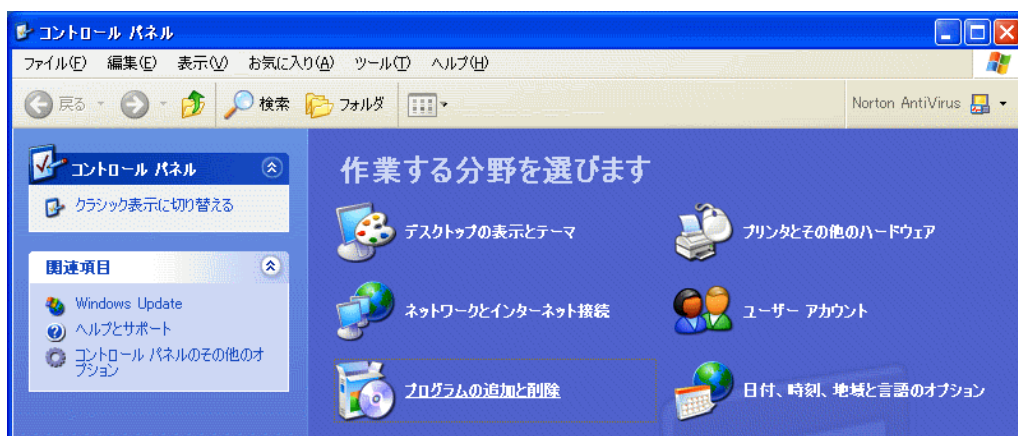 コントロール パネル
ファイル(F) 編集(E) 表示(V) お気に入り(A) ツール(T) ヘルプ(H)
戻る 検索 フォルダ Norton AntiVirus
コントロール パネル
クラシック表示に切り替える
関連項目
Windows Update
ヘルプとサポート
コントロール パネルのその他のオ
プション
作業する分野を選びます
デスクトップの表示とテーマ
プリンタとその他のハードウェア
ネットワークとインターネット接続
ユーザー アカウント
プログラムの追加と削除
日付、時刻、地域と言語のオプション